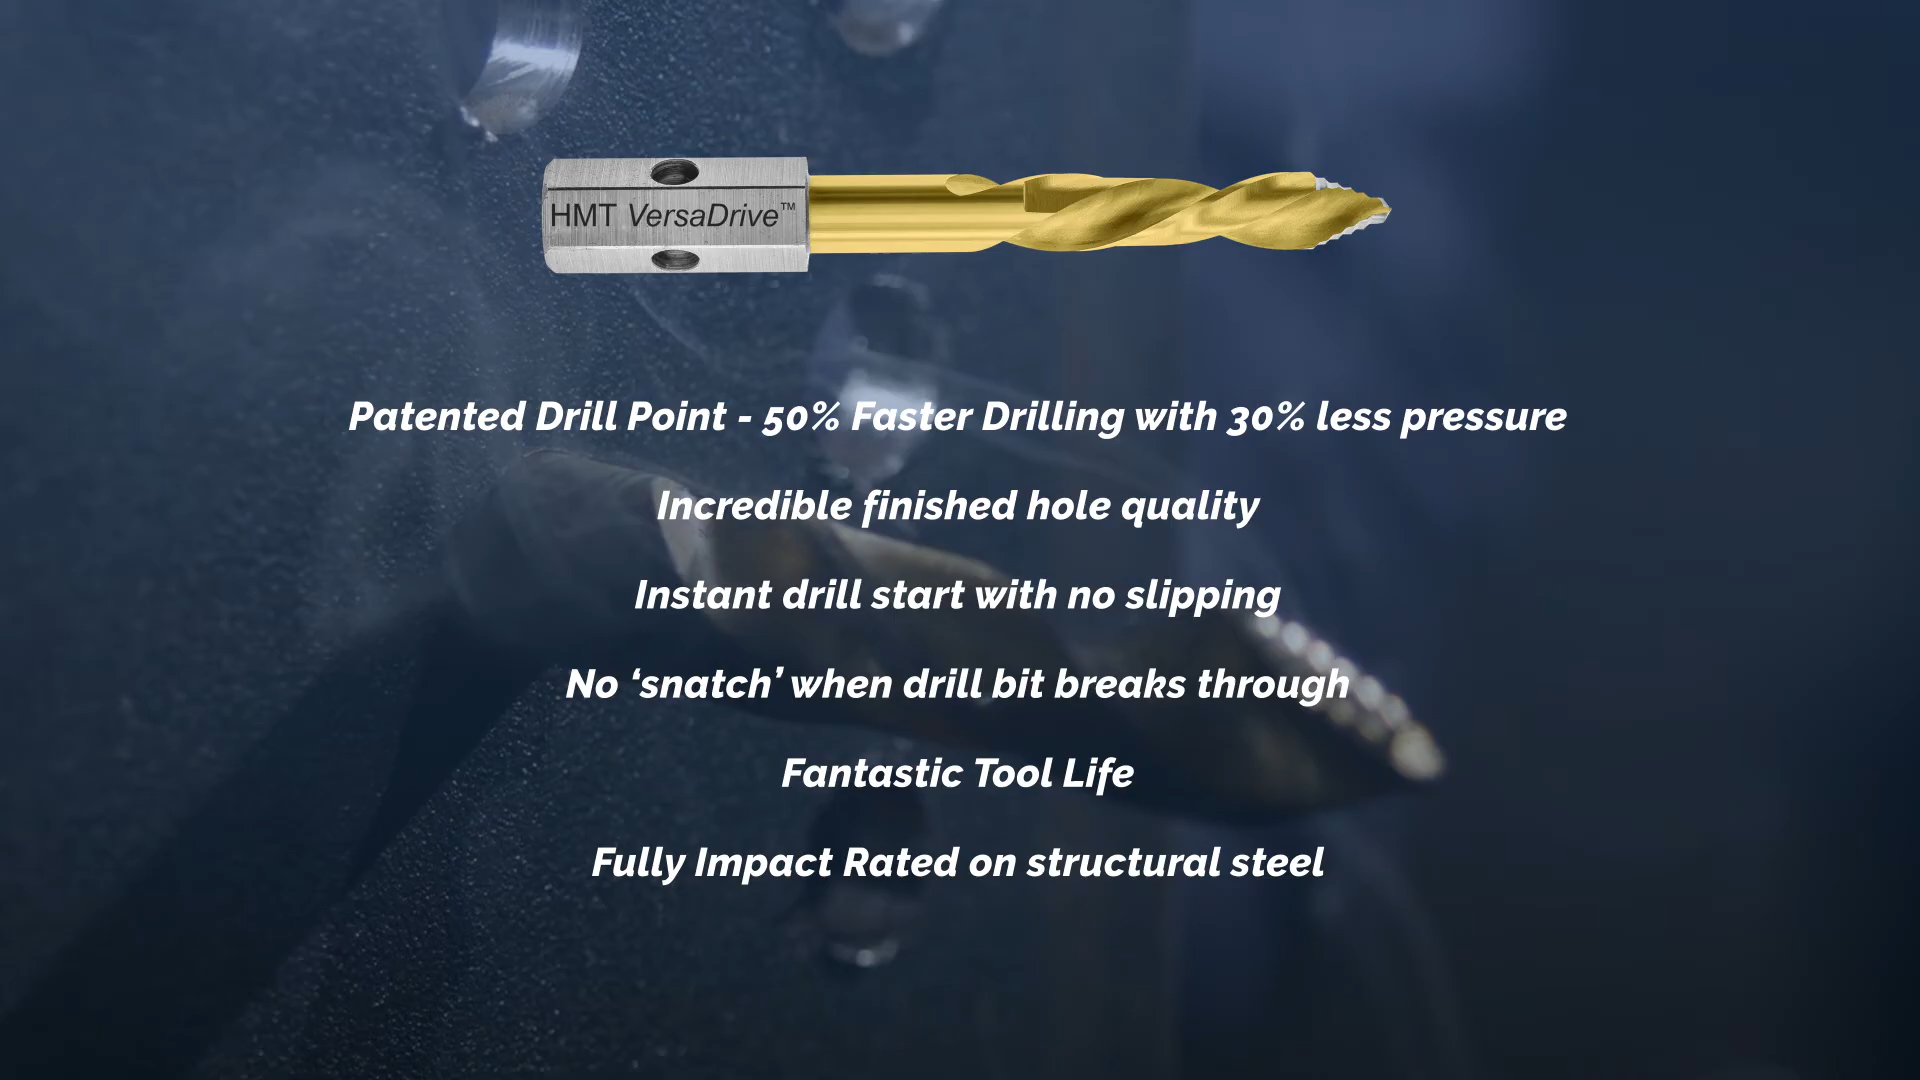 HMT VersaDrive™
Patented Drill Point - 50% Faster Drilling with 30% less pressure
Incredible finished hole quality
Instant drill start with no slipping
No ‘snatch’ when drill bit breaks through
Fantastic Tool Life
Fully Impact Rated on structural steel